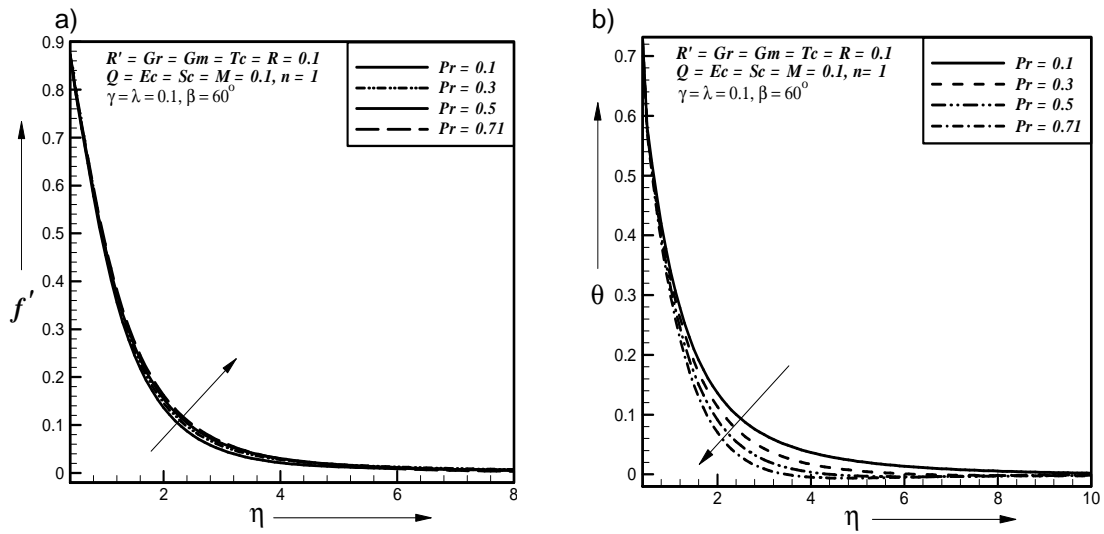 a)
R' = Gr = Gm = Tc = R = 0.1
Q = Ec = Sc = M = 0.1, n = 1
γ = λ = 0.1, β = 60°
Pr = 0.1
Pr = 0.3
Pr = 0.5
Pr = 0.71
0.9
0.8
0.7
0.6
0.5
0.4
0.3
0.2
0.1
0
f'
2
4
6
8
η
b)
R' = Gr = Gm = Tc = R = 0.1
Q = Ec = Sc = M = 0.1, n= 1
γ = λ = 0.1, β = 60°
Pr = 0.1
Pr = 0.3
Pr = 0.5
Pr = 0.71
0.7
0.6
0.5
0.4
0.3
0.2
0.1
0
θ
2
4
6
8
10
η